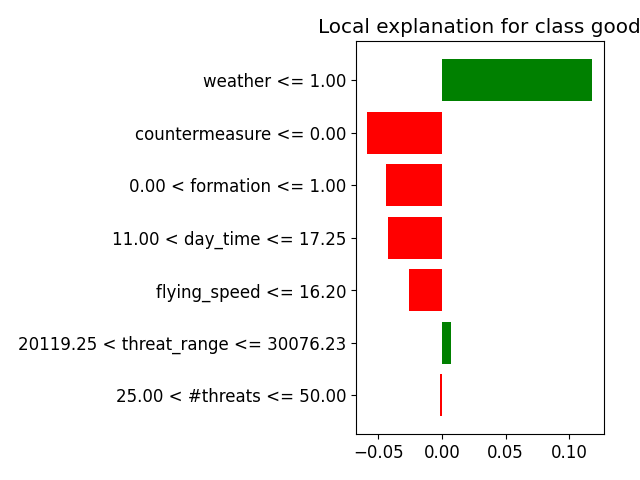 Local explanation for class good
weather <= 1.00
countermeasure <= 0.00
0.00 < formation <= 1.00
11.00 < day_time <= 17.25
flying_speed <= 16.20
20119.25 < threat_range <= 30076.23
25.00 < #threats <= 50.00
−0.05 0.00 0.05 0.10